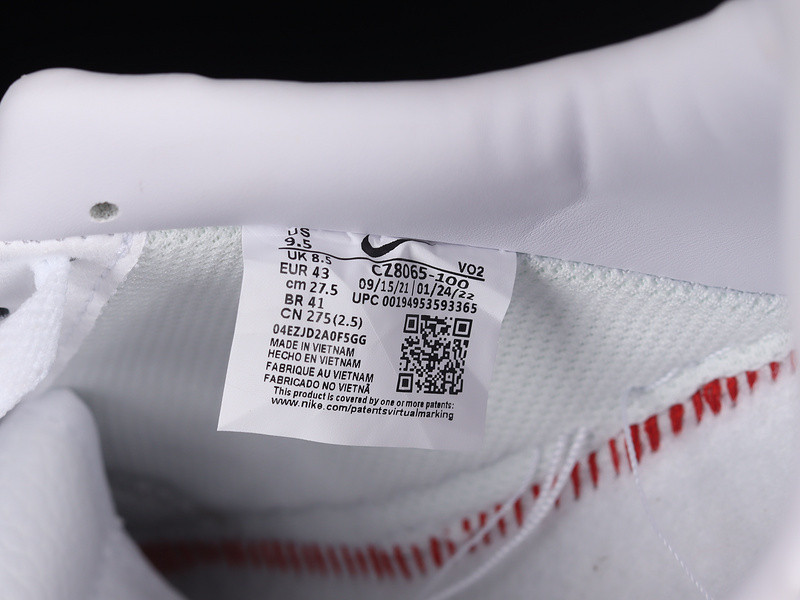 US
9.5
UK 8.5
EUR 43
cm 27.5
BR 41
CN 275(2.5)
04EZJD2A0F5GG
VO2
CZ8065-100
09/15/21 01/24/22
UPC 00194953593365
MADE IN VIETNAM
HECHO EN VIETNAM
FABRIQUE AU VIETNAM
FABRICADO NO VIETNÃ
This product is covered by one or more patents:
www.nike.com/patentsvirtualmarking